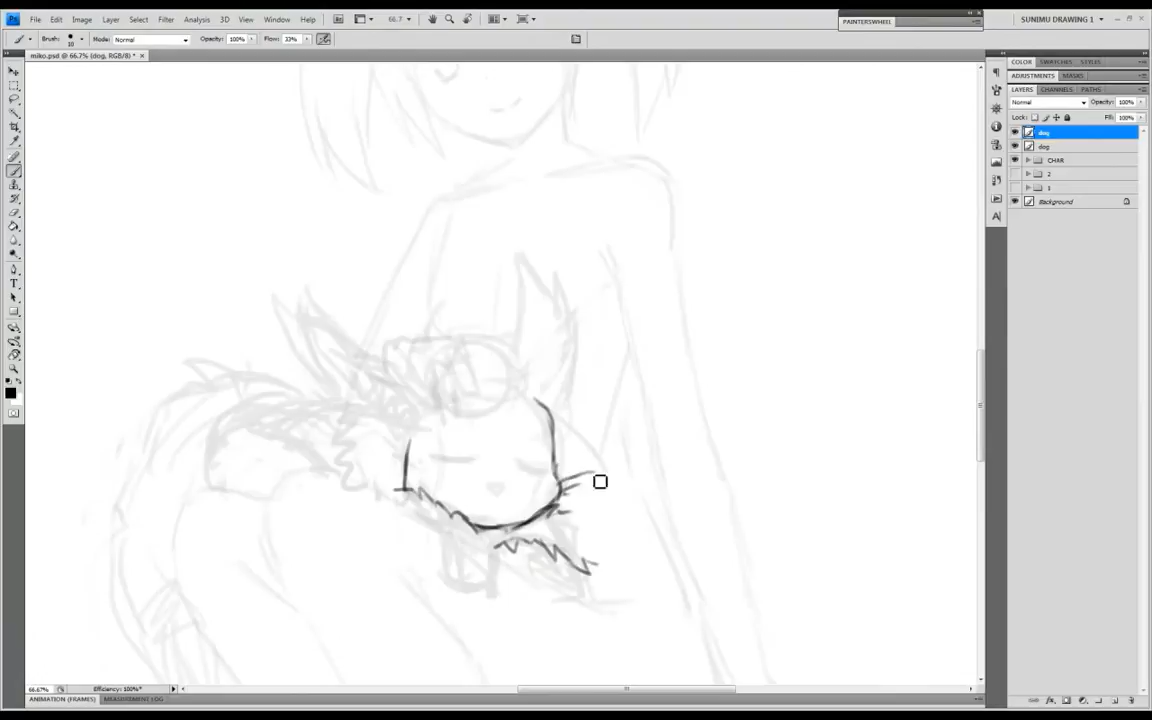 File Edit Image Layer Select Filter Analysis 3D View Window Help 66.7 PAINTERSWHEEL SUNIMU DRAWING 1
Brush: 10 Mode: Normal Opacity: 100% Flow: 33%
miko.psd @ 66.7% (dog, RGB/8) *
COLOR SWATCHES STYLES
ADJUSTMENTS MASKS
LAYERS CHANNELS PATHS
Normal Opacity: 100%
Lock: Fill: 100%
dog
dog
CHAR
2
1
Background
66.67% Efficiency: 100%*
ANIMATION (FRAMES) MEASUREMENT LOG